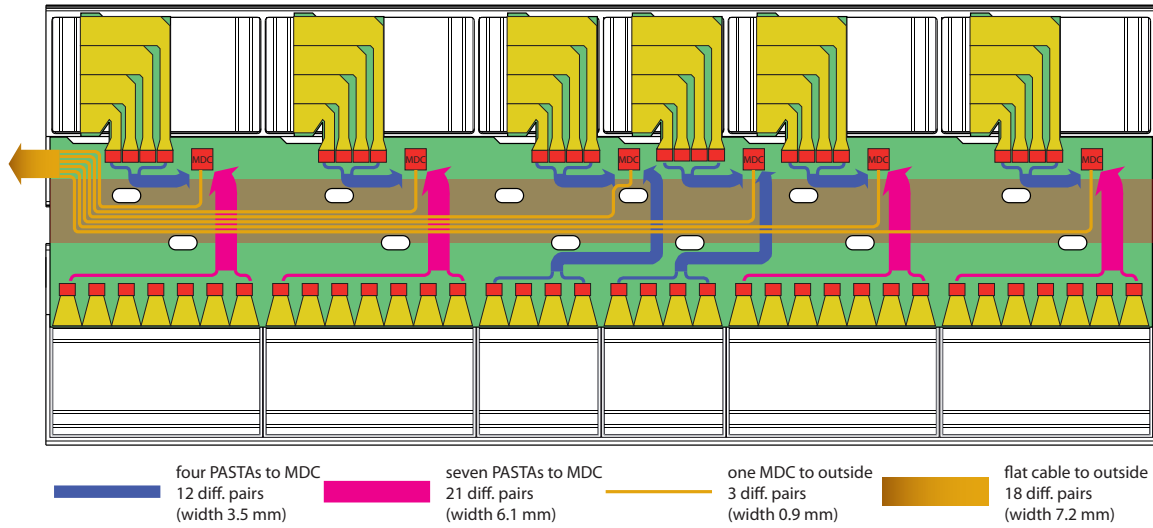 MDC
MDC
MDC
MDC
MDC
MDC
four PASTAs to MDC
12 diff. pairs
(width 3.5 mm)
seven PASTAs to MDC
21 diff. pairs
(width 6.1 mm)
one MDC to outside
3 diff. pairs
(width 0.9 mm)
flat cable to outside
18 diff. pairs
(width 7.2 mm)